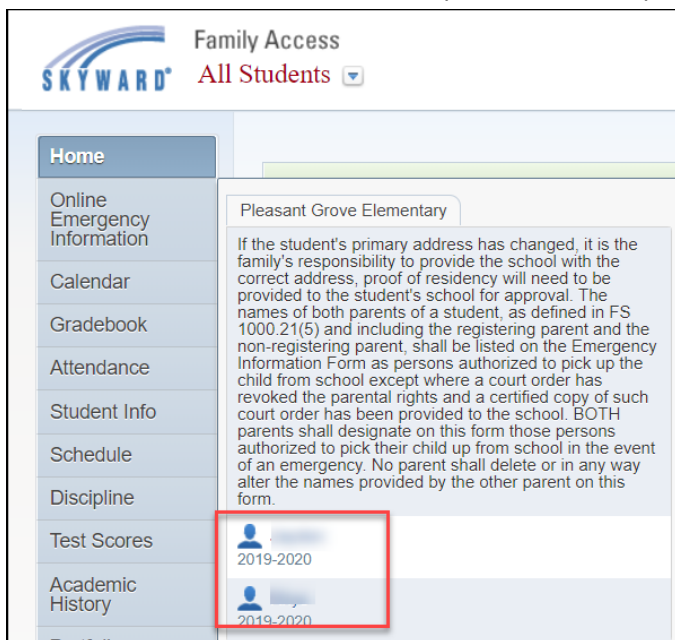 Family Access
SKYWARD®
All Students
Home
Online
Emergency
Information
Calendar
Gradebook
Attendance
Student Info
Schedule
Discipline
Test Scores
Academic
History
Pleasant Grove Elementary
If the student's primary address has changed, it is the
family's responsibility to provide the school with the
correct address, proof of residency will need to be
provided to the student's school for approval. The
names of both parents of a student, as defined in FS
1000.21(5) and including the registering parent and the
non-registering parent, shall be listed on the Emergency
Information Form as persons authorized to pick up the
child from school except where a court order has
revoked the parental rights and a certified copy of such
court order has been provided to the school. BOTH
parents shall designate on this form those persons
authorized to pick their child up from school in the event
of an emergency. No parent shall delete or in any way
alter the names provided by the other parent on this
form.
2019-2020
2019-2020